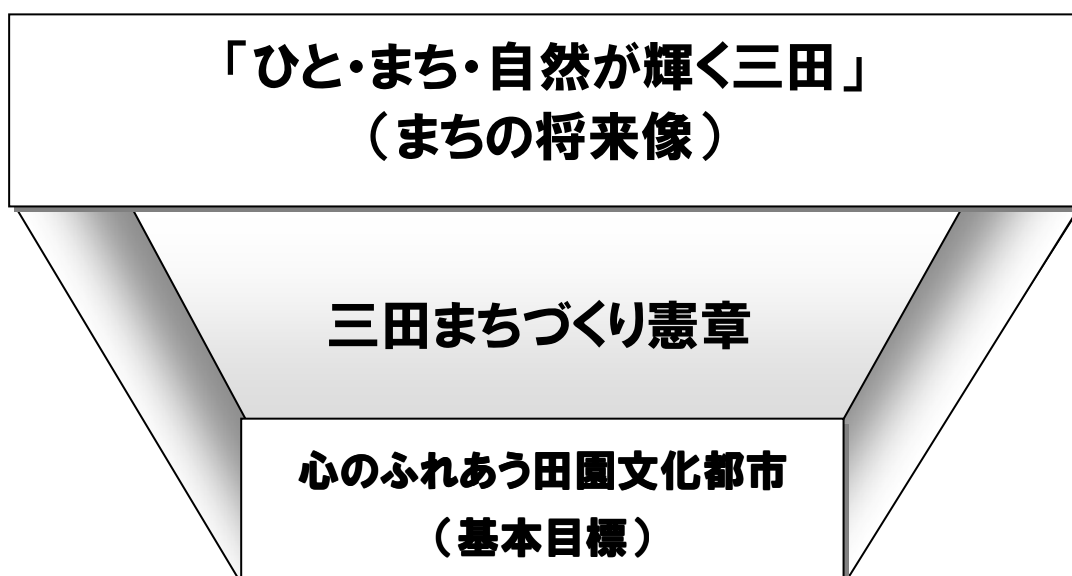 「ひと・まち・自然が輝く三田」
（まちの将来像）
三田まちづくり憲章
心のふれあう田園文化都市
（基本目標）